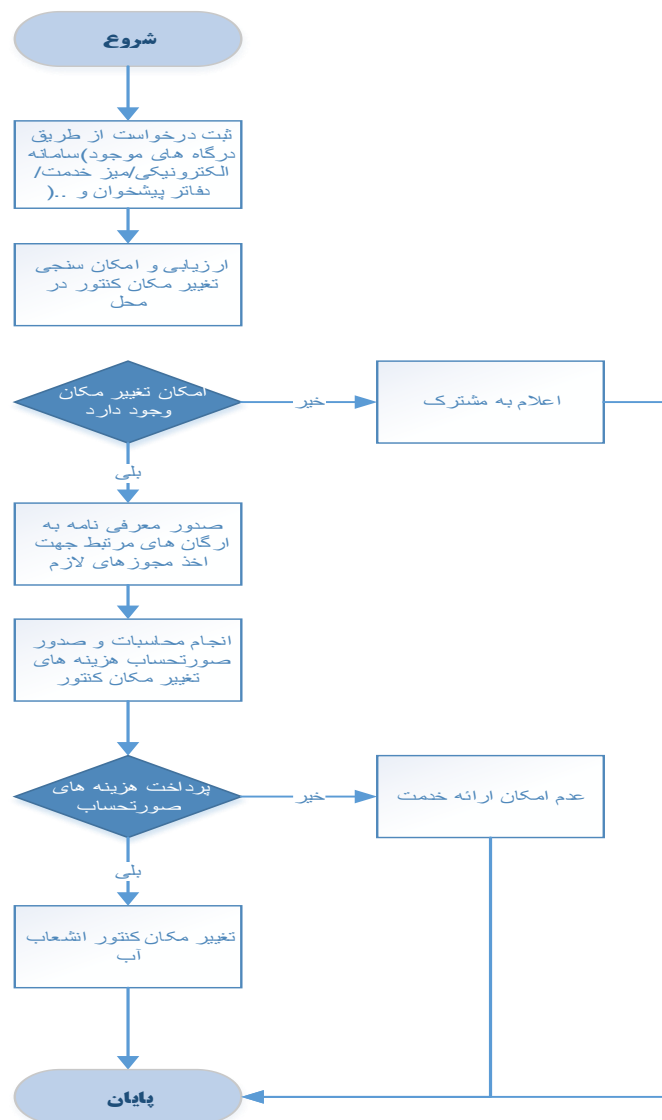 شروع
ثبت درخواست از طریق
درگاه های موجود)سامانه
الکترونیکی/میز خدمت/
دفاتر پیشخوان و ..(
ارزیابی و امکان سنجی
تغییر مکان کنتور در
محل
امکان تغییر مکان
وجود دارد
خیر
اعلام به مشترک
بلی
صدور معرفی نامه به
ارگان های مرتبط جهت
اخذ مجوزهای لازم
انجام محاسبات و صدور
صورتحساب هزینه های
تغییر مکان کنتور
پرداخت هزینه های
صورتحساب
خیر
عدم امکان ارائه خدمت
بلی
تغییر مکان کنتور انشعاب
آب
پایان